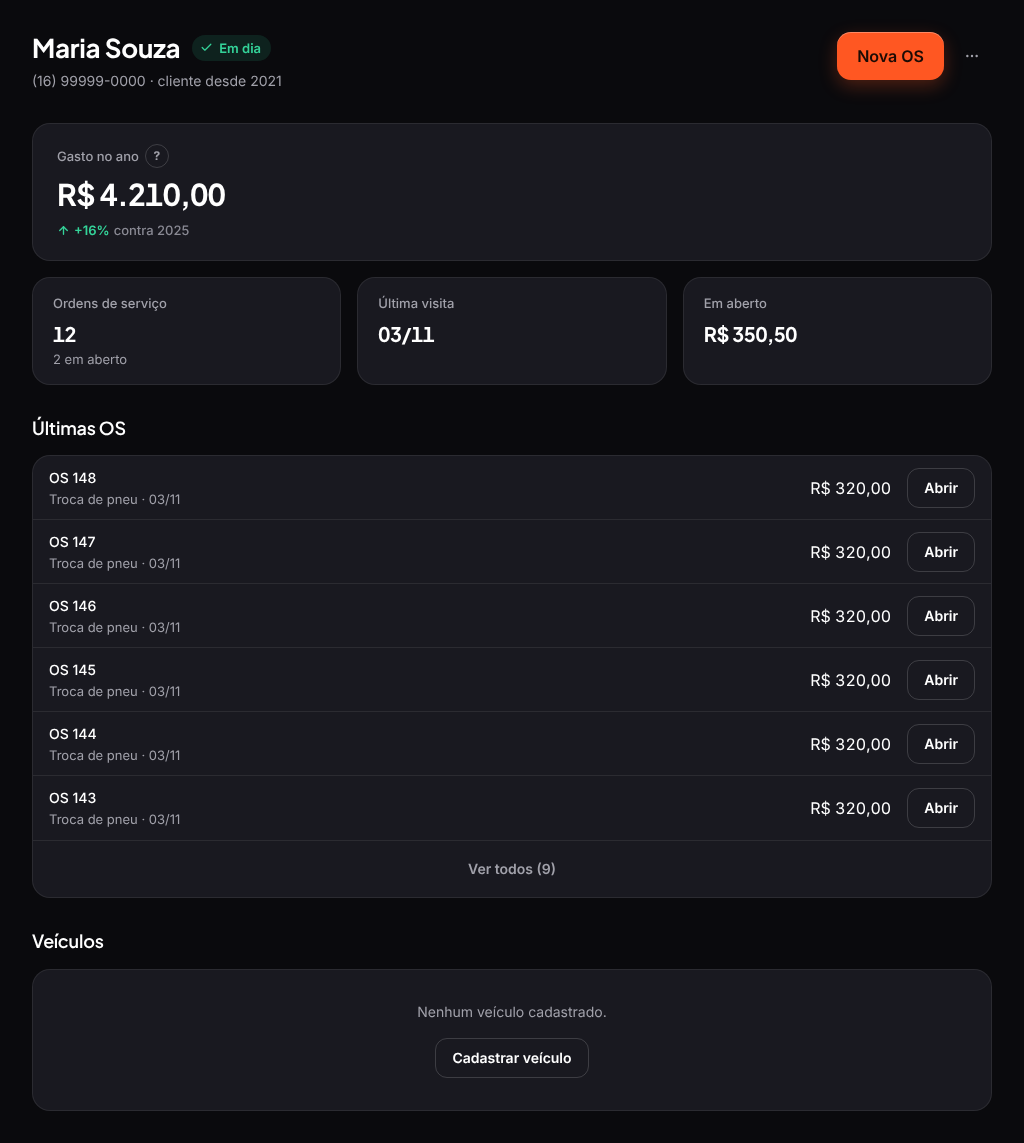 Maria Souza
Em dia
(16) 99999-0000 · cliente desde 2021
Nova OS
···
Gasto no ano ?
R$ 4.210,00
↑ +16% contra 2025
Ordens de serviço
12
2 em aberto
Última visita
03/11
Em aberto
R$ 350,50
Últimas OS
OS 148
Troca de pneu · 03/11
R$ 320,00
Abrir
OS 147
Troca de pneu · 03/11
R$ 320,00
Abrir
OS 146
Troca de pneu · 03/11
R$ 320,00
Abrir
OS 145
Troca de pneu · 03/11
R$ 320,00
Abrir
OS 144
Troca de pneu · 03/11
R$ 320,00
Abrir
OS 143
Troca de pneu · 03/11
R$ 320,00
Abrir
Ver todos (9)
Veículos
Nenhum veículo cadastrado.
Cadastrar veículo